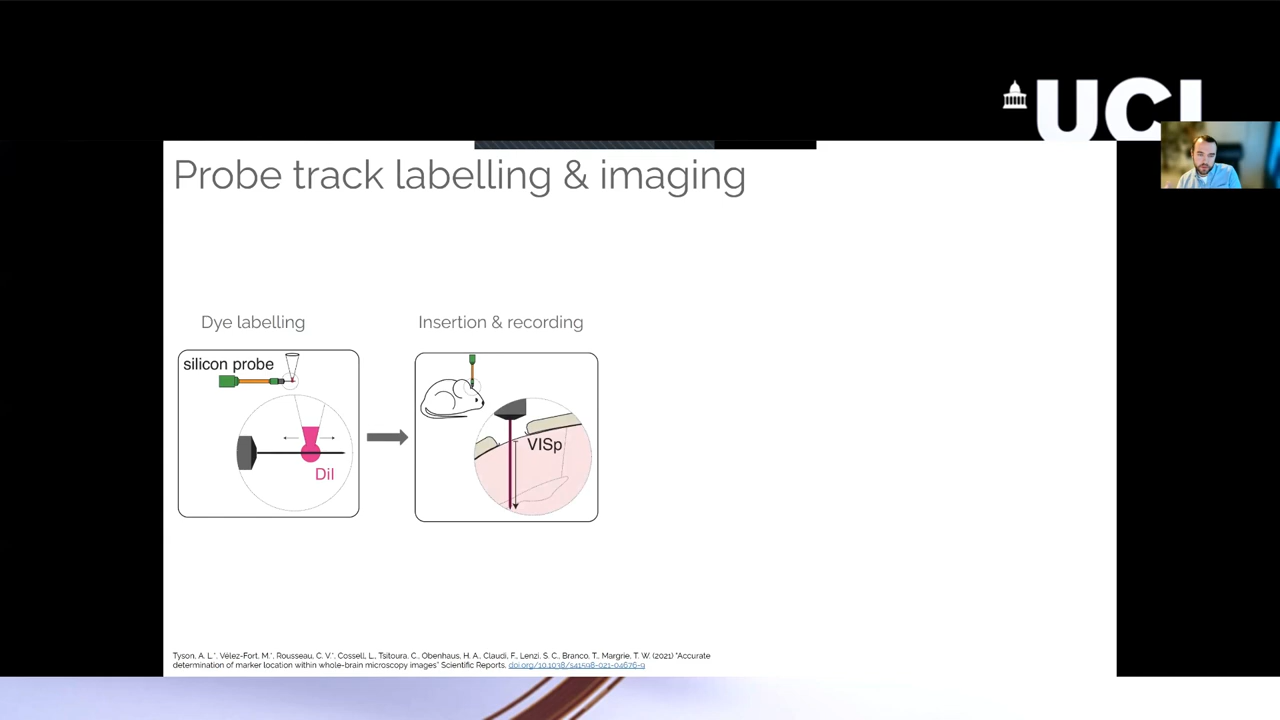 UCL
Probe track labelling & imaging
Dye labelling
Insertion & recording
silicon probe
DiI
VISp
Tyson, A. L.*, Vélez-Fort, M.*, Rousseau, C. V.*, Cossell, L., Tsitoura, C., Obenhaus, H. A., Claudi, F., Lenzi, S. C., Branco, T., Margrie, T. W. (2021) "Accurate
determination of marker location within whole-brain microscopy images" Scientific Reports. doi.org/10.1038/s41598-021-04676-9